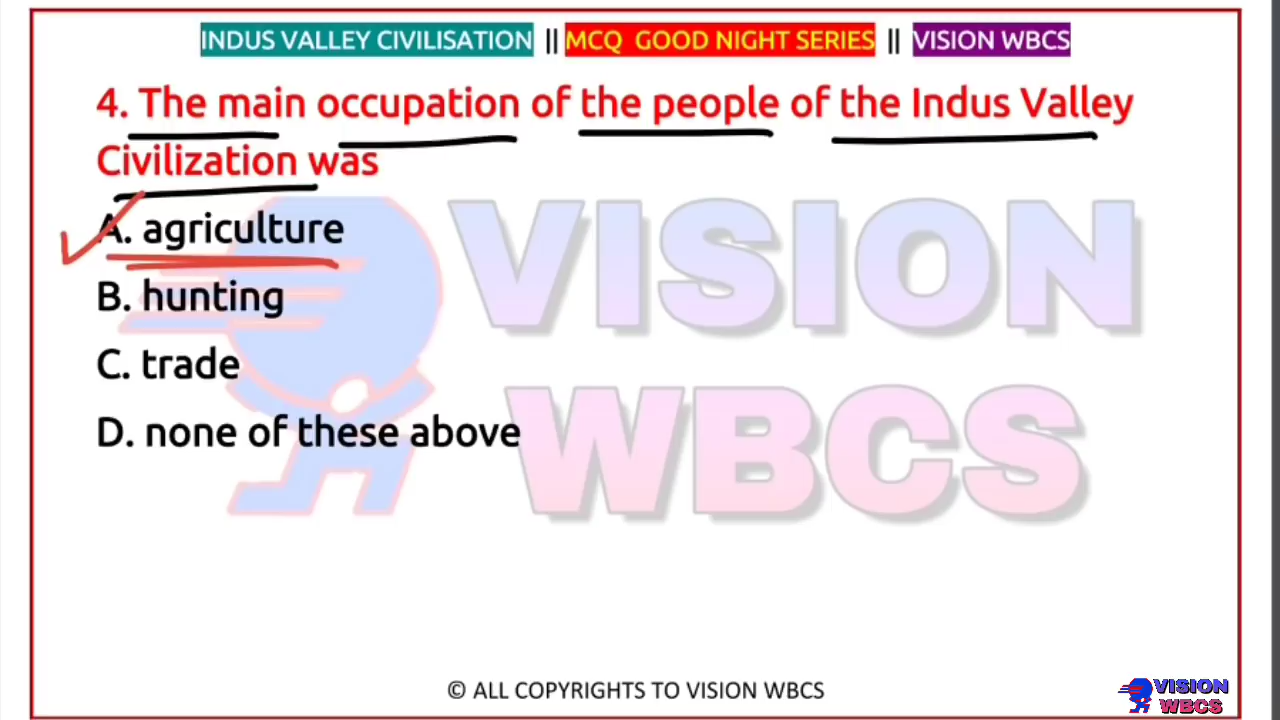 INDUS VALLEY CIVILISATION || MCQ GOOD NIGHT SERIES || VISION WBCS
4. The main occupation of the people of the Indus Valley
Civilization was
A. agriculture
B. hunting
C. trade
D. none of these above
VISION
WBCS
© ALL COPYRIGHTS TO VISION WBCS
VISION
WBCS